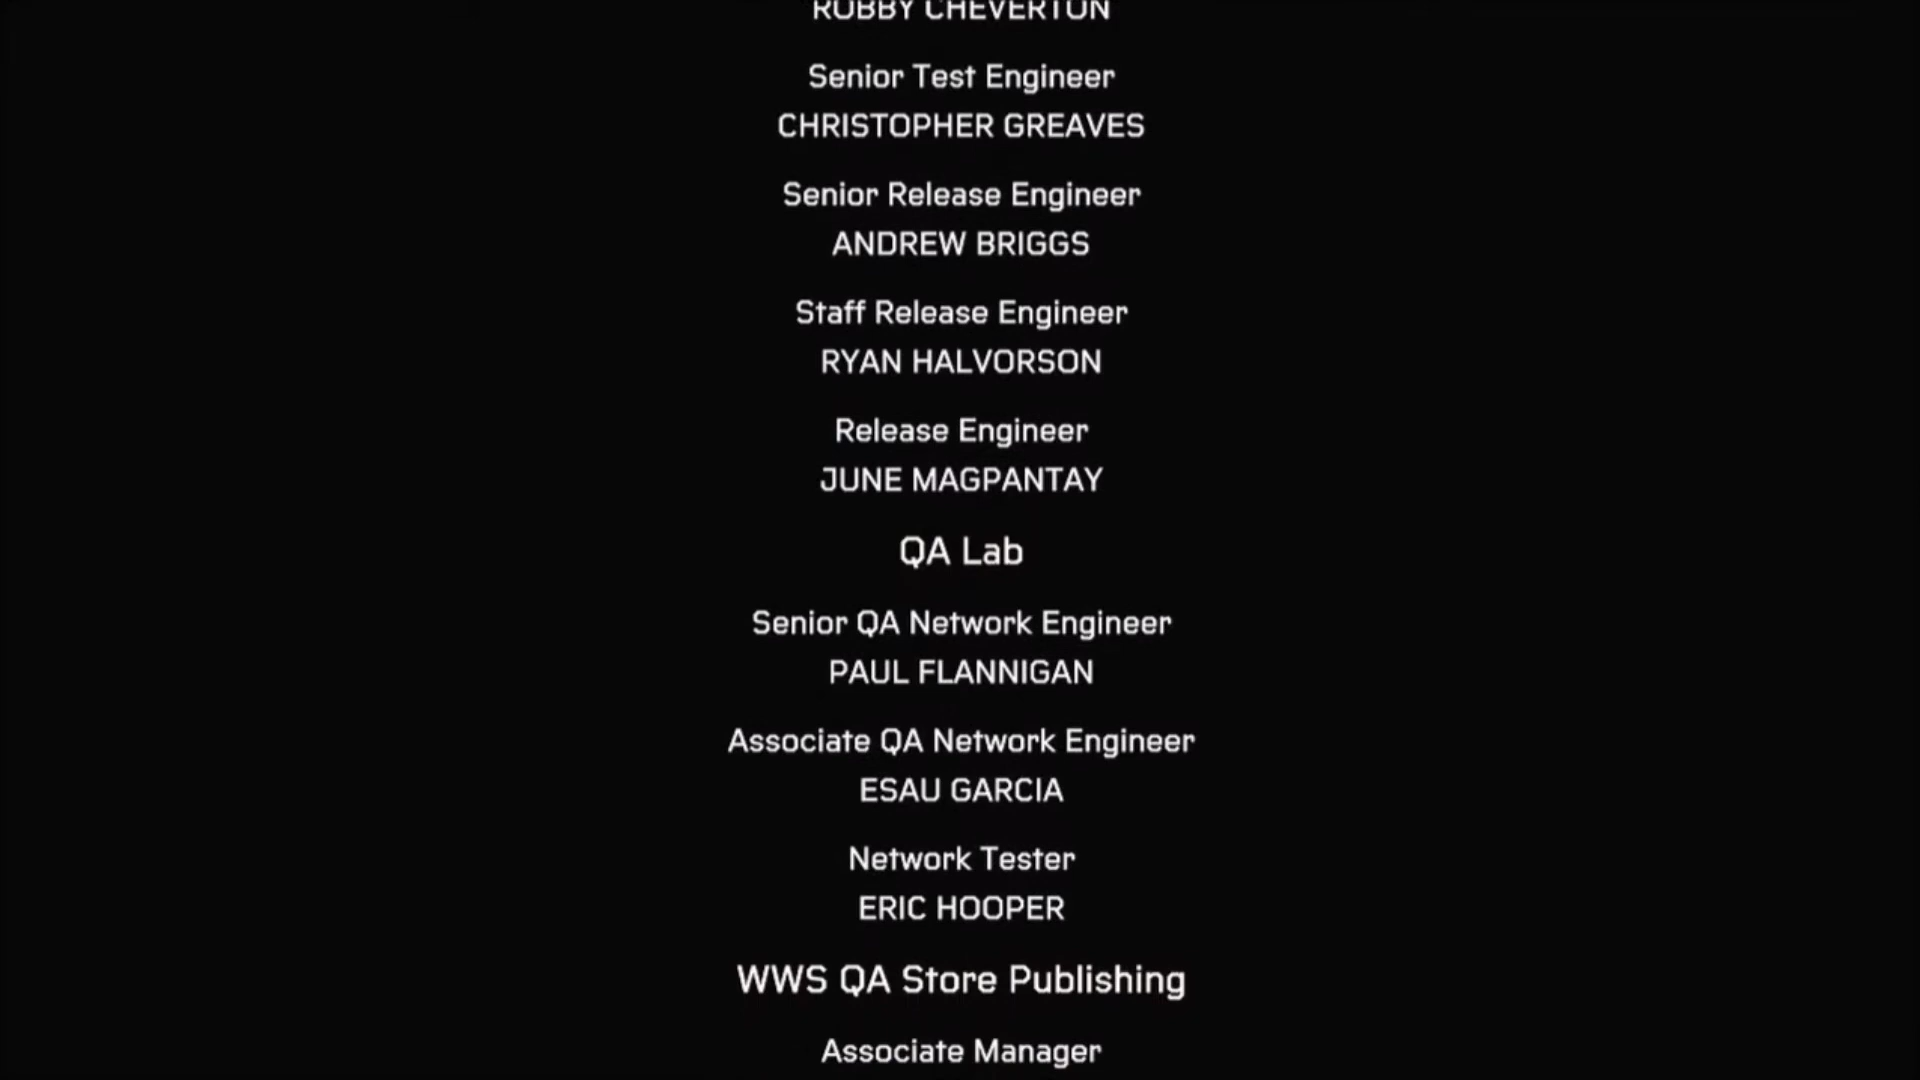 ROBBY CHEVERTON
Senior Test Engineer
CHRISTOPHER GREAVES
Senior Release Engineer
ANDREW BRIGGS
Staff Release Engineer
RYAN HALVORSON
Release Engineer
JUNE MAGPANTAY
QA Lab
Senior QA Network Engineer
PAUL FLANNIGAN
Associate QA Network Engineer
ESAU GARCIA
Network Tester
ERIC HOOPER
WWS QA Store Publishing
Associate Manager